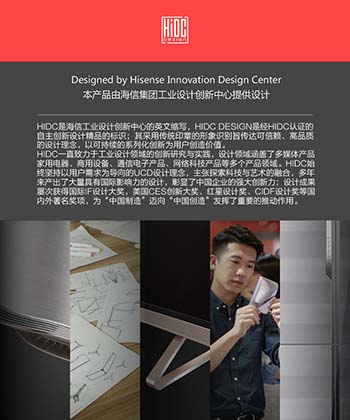 HiDC
Designed by Hisense Innovation Design Center
本产品由海信集团工业设计创新中心提供设计
HIDC是海信工业设计创新中心的英文缩写，HIDC DESIGN是经HIDC认证的
自主创新设计精品的标识；其采用传统印章的形象识别旨传达可信赖、高品质
的设计理念，以可持续的系列化创新为用户创造价值。
HIDC一直致力于工业设计领域的创新研究与实践，设计领域涵盖了多媒体产品
家用电器、商用设备、通信电子产品、网络科技产品等多个产品领域。HIDC始
终坚持以用户需求为导向的UCD设计理念，主张探索科技与艺术的融合，多年
来产出了大量具有国际影响力的设计，彰显了中国企业的强大创新力；设计成果
屡次获得国际IF设计大奖，美国CES创新大奖、红星设计奖、CIDF设计奖等国
内外著名奖项，为“中国制造”迈向“中国创造”发挥了重要的推动作用。